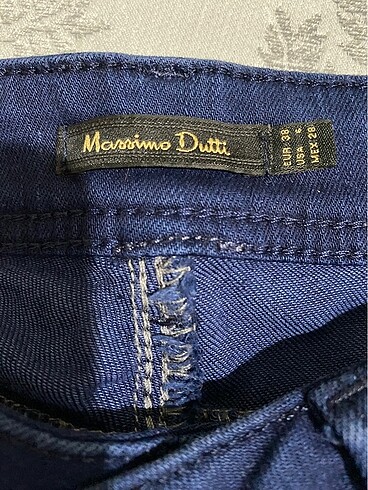 Massimo Dutti
EUR 38
USA 6
MEX 28